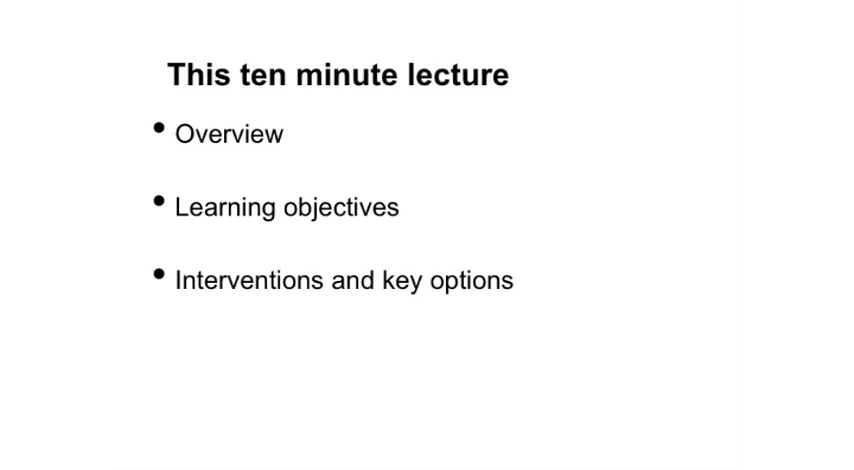 This ten minute lecture
• Overview
• Learning objectives
• Interventions and key options